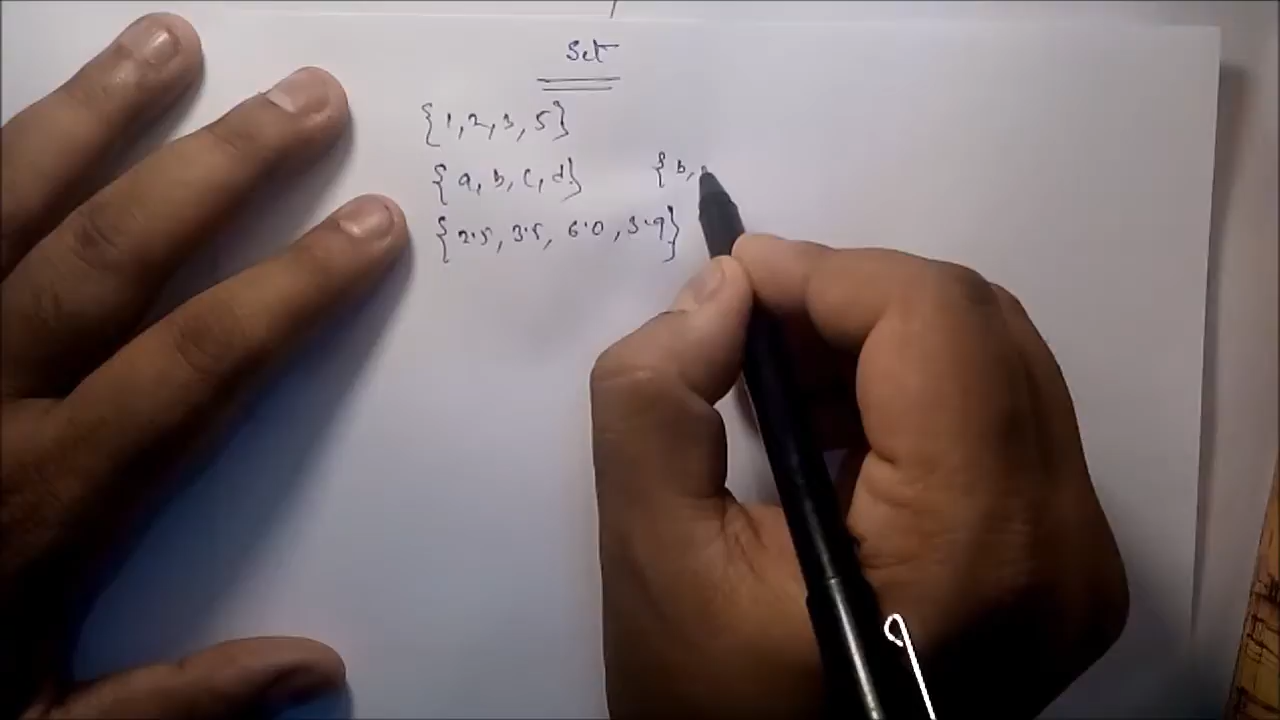 Set
{1, 2, 3, 5}
{a, b, c, d} {b,
{2.5, 3.5, 6.0, 3.9}